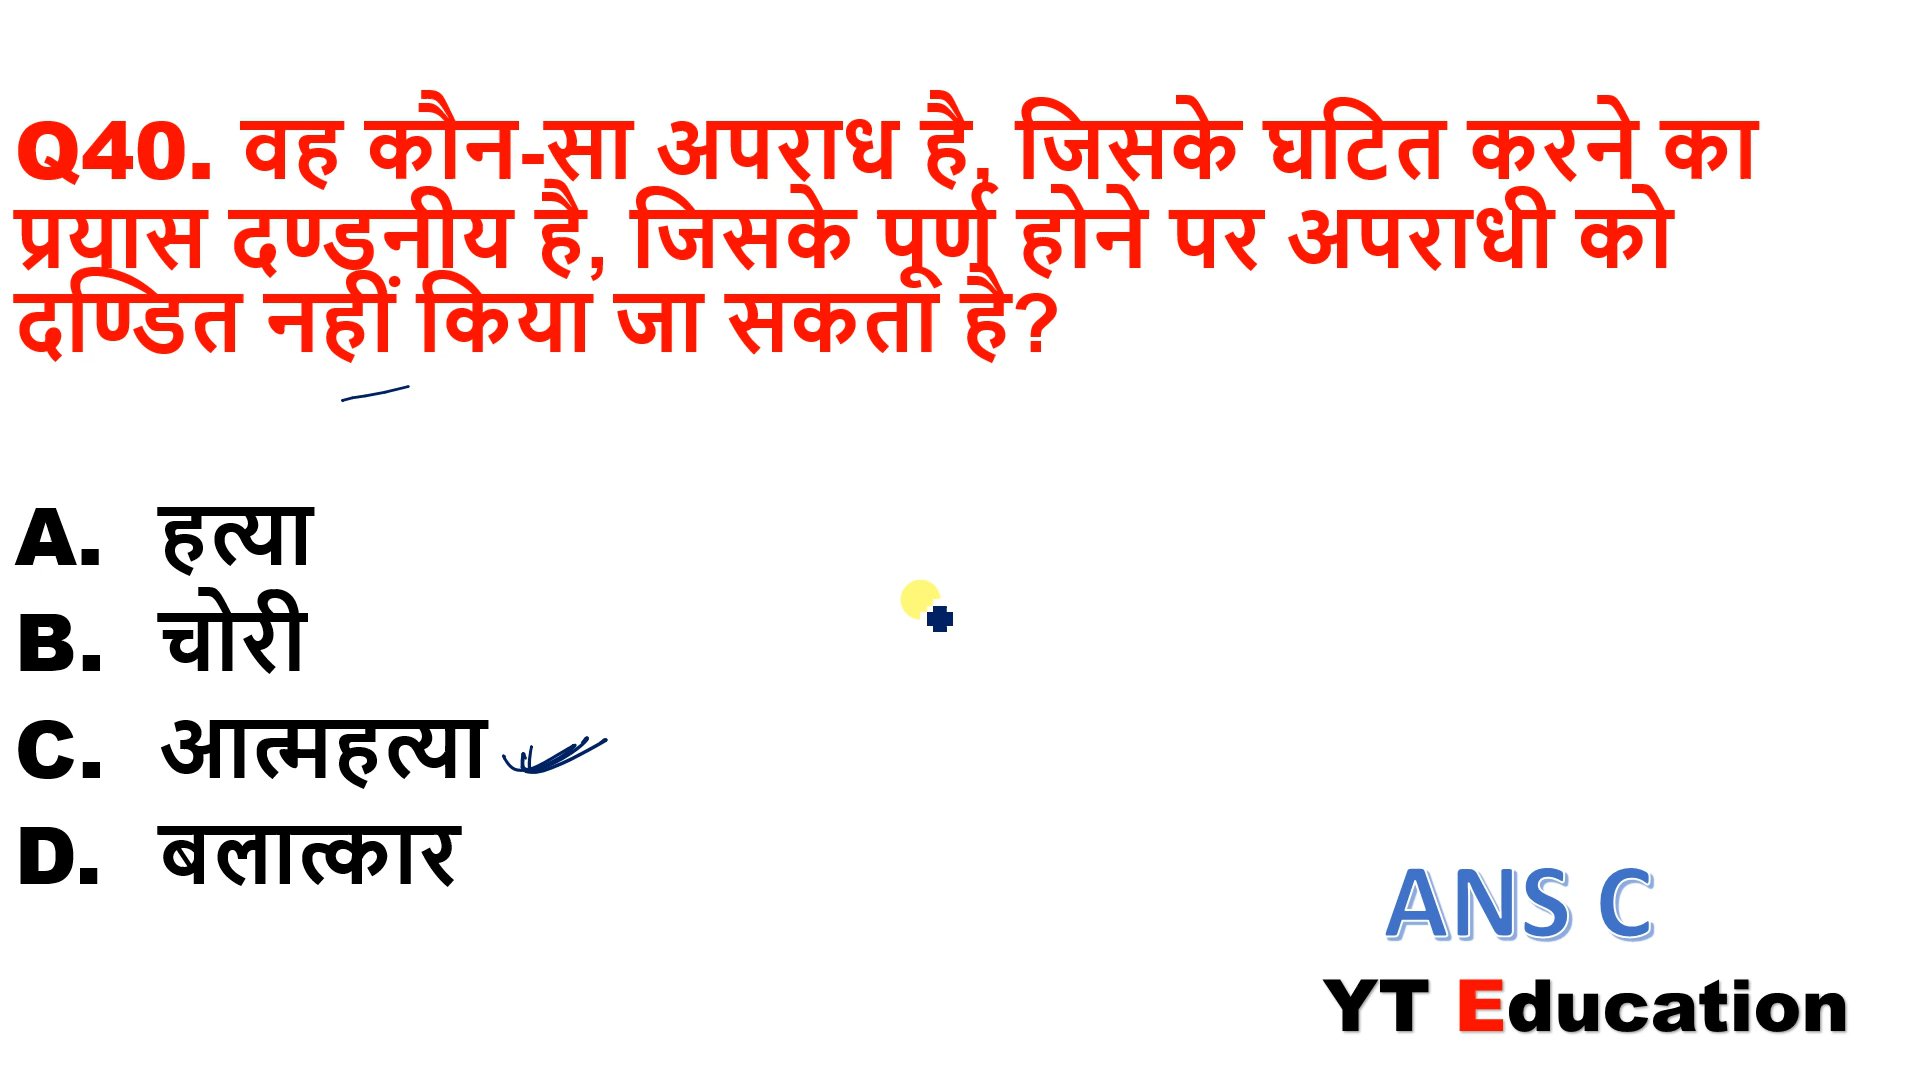 Q40. वह कौन-सा अपराध है, जिसके घटित करने का
प्रयास दण्डनीय है, जिसके पूर्ण होने पर अपराधी को
दण्डित नहीं किया जा सकता है?
A. हत्या
B. चोरी
C. आत्महत्या
D. बलात्कार
ANS C
YT Education